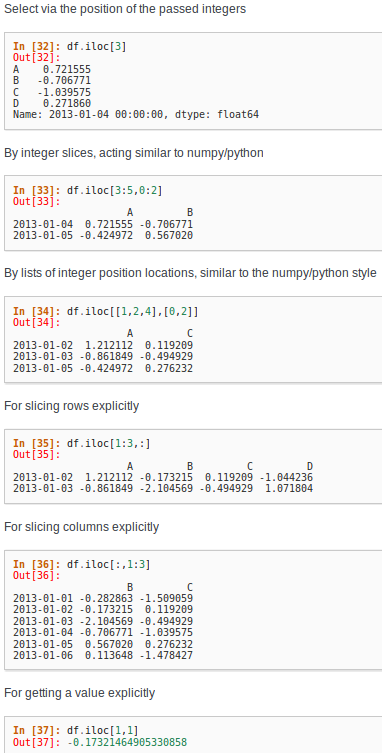 Select via the position of the passed integers
In [32]: df.iloc[3]
Out[32]:
A    0.721555
B   -0.706771
C   -1.039575
D    0.271860
Name: 2013-01-04 00:00:00, dtype: float64
By integer slices, acting similar to numpy/python
In [33]: df.iloc[3:5,0:2]
Out[33]:
                   A         B
2013-01-04  0.721555 -0.706771
2013-01-05 -0.424972  0.567020
By lists of integer position locations, similar to the numpy/python style
In [34]: df.iloc[[1,2,4],[0,2]]
Out[34]:
                   A         C
2013-01-02  1.212112  0.119209
2013-01-03 -0.861849 -0.494929
2013-01-05 -0.424972  0.276232
For slicing rows explicitly
In [35]: df.iloc[1:3,:]
Out[35]:
                   A         B         C         D
2013-01-02  1.212112 -0.173215  0.119209 -1.044236
2013-01-03 -0.861849 -2.104569 -0.494929  1.071804
For slicing columns explicitly
In [36]: df.iloc[:,1:3]
Out[36]:
                   B         C
2013-01-01 -0.282863 -1.509059
2013-01-02 -0.173215  0.119209
2013-01-03 -2.104569 -0.494929
2013-01-04 -0.706771 -1.039575
2013-01-05  0.567020  0.276232
2013-01-06  0.113648 -1.478427
For getting a value explicitly
In [37]: df.iloc[1,1]
Out[37]: -0.17321464905330858